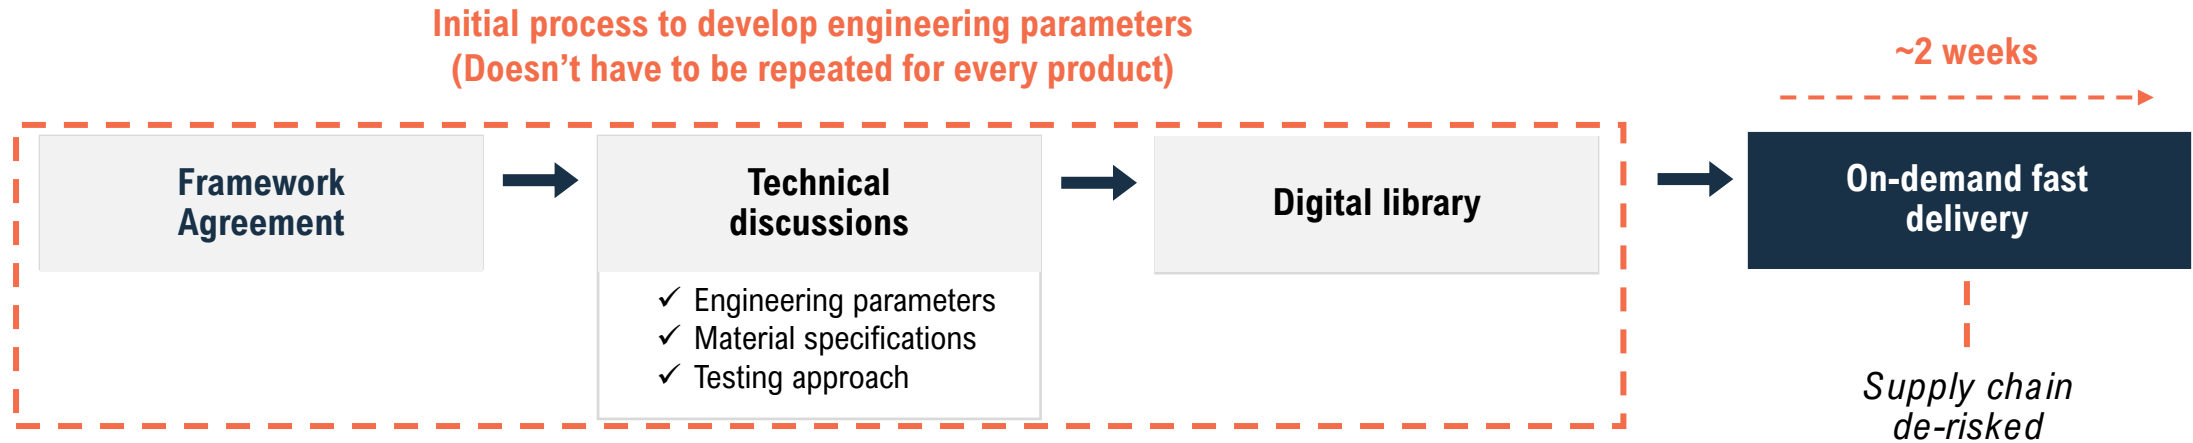 Initial process to develop engineering parameters
(Doesn’t have to be repeated for every product)
~2 weeks
Framework
Agreement
Technical
discussions
Digital library
On-demand fast
delivery
✓ Engineering parameters
✓ Material specifications
✓ Testing approach
Supply chain
de-risked